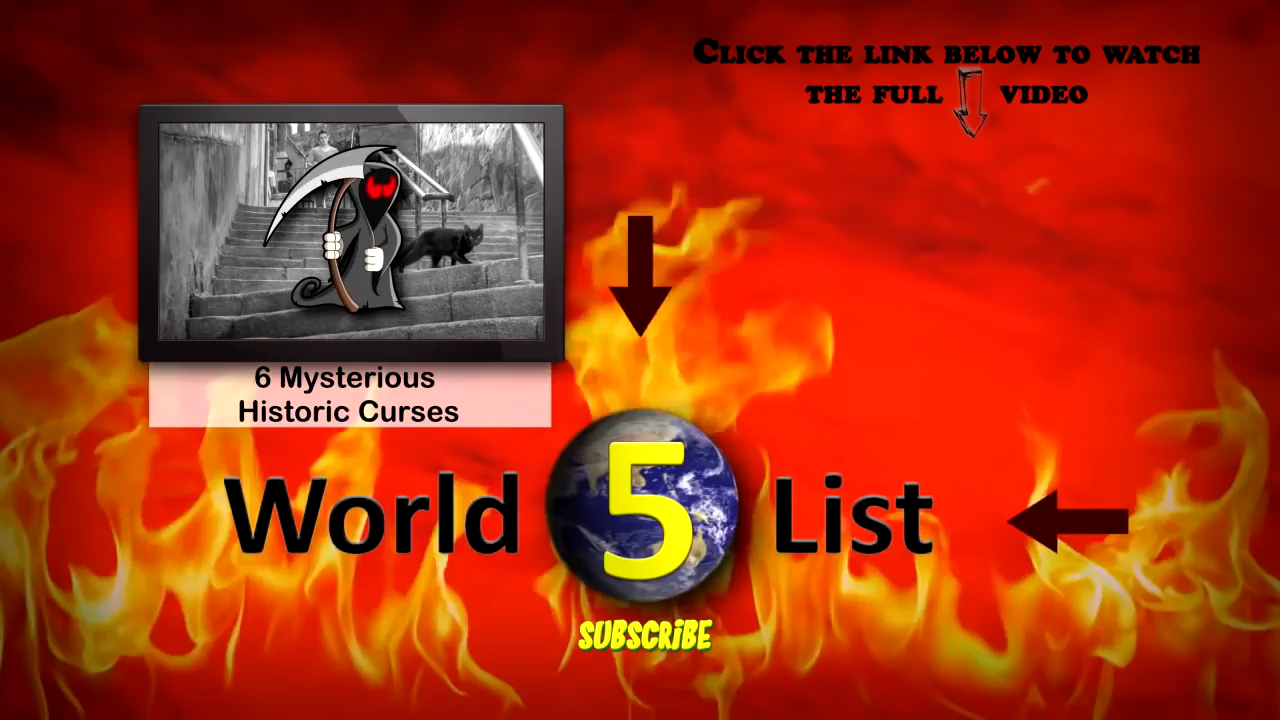 Click the link below to watch
the full video
6 Mysterious
Historic Curses
World 5 List
SUBSCRiBE